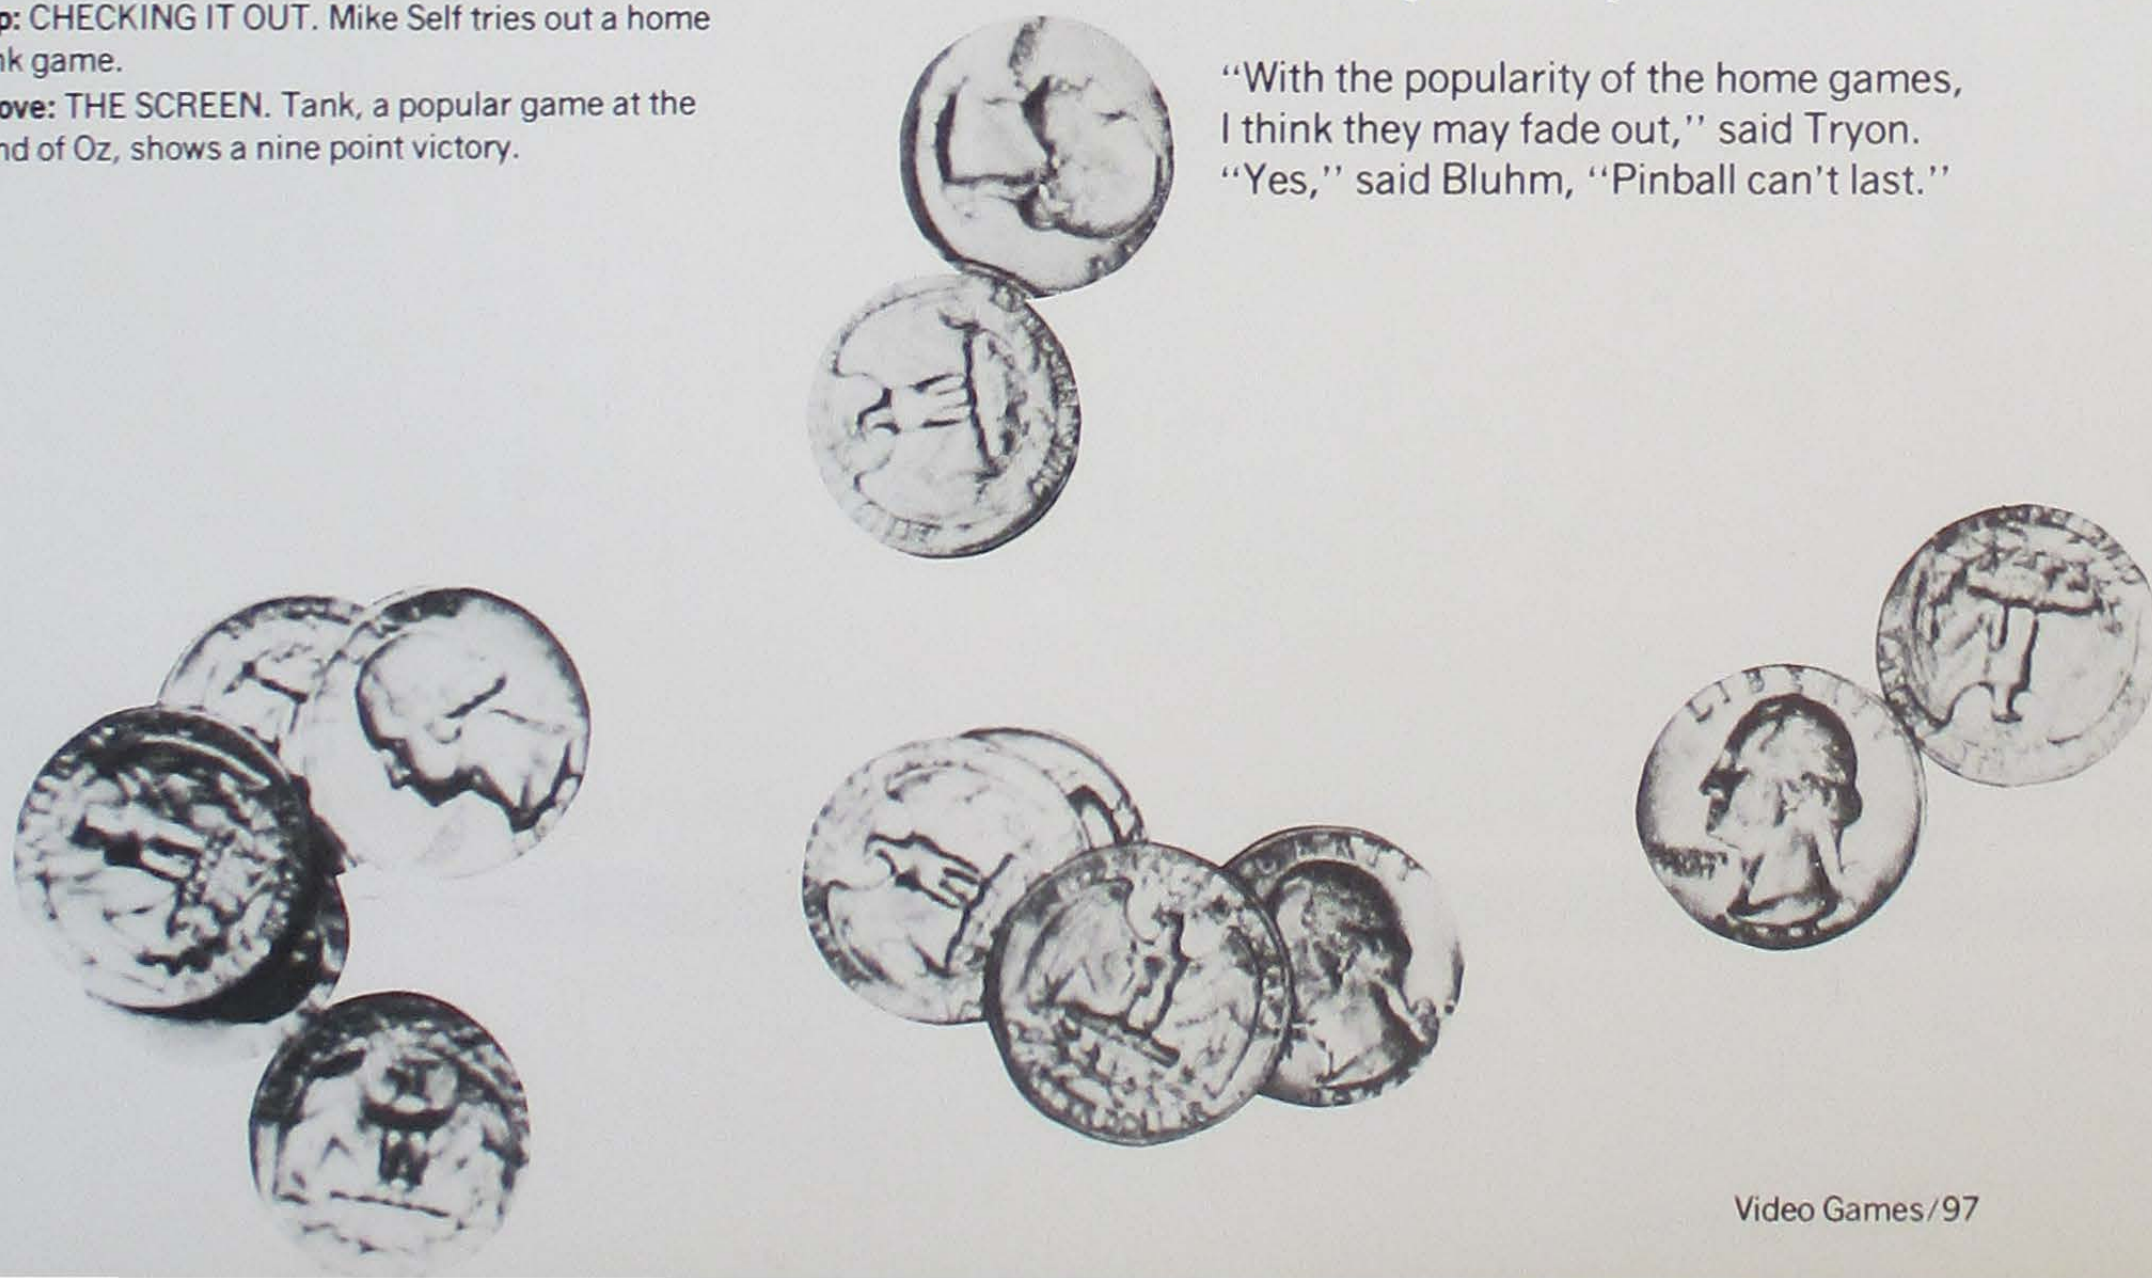 p: CHECKING IT OUT. Mike Self tries out a home
nk game.
ove: THE SCREEN. Tank, a popular game at the
nd of Oz, shows a nine point victory.
“With the popularity of the home games,
I think they may fade out,” said Tryon.
“Yes,” said Bluhm, “Pinball can't last.”
LIBERTY
Video Games/97